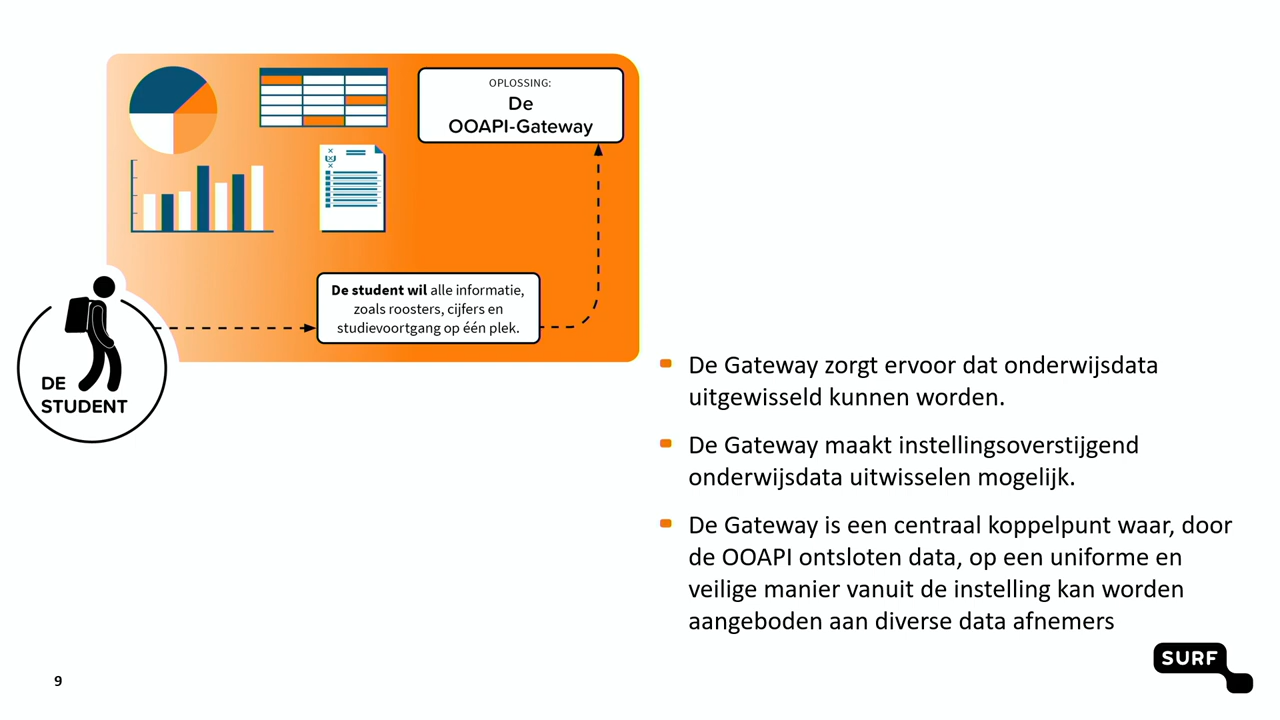 OPLOSSING:
De
OOAPI-Gateway
De student wil alle informatie,
zoals roosters, cijfers en
studievoortgang op één plek.
DE
STUDENT
De Gateway zorgt ervoor dat onderwijsdata
uitgewisseld kunnen worden.
De Gateway maakt instellingsoverstijgend
onderwijsdata uitwisselen mogelijk.
De Gateway is een centraal koppelpunt waar, door
de OOAPI ontsloten data, op een uniforme en
veilige manier vanuit de instelling kan worden
aangeboden aan diverse data afnemers
SURF
9